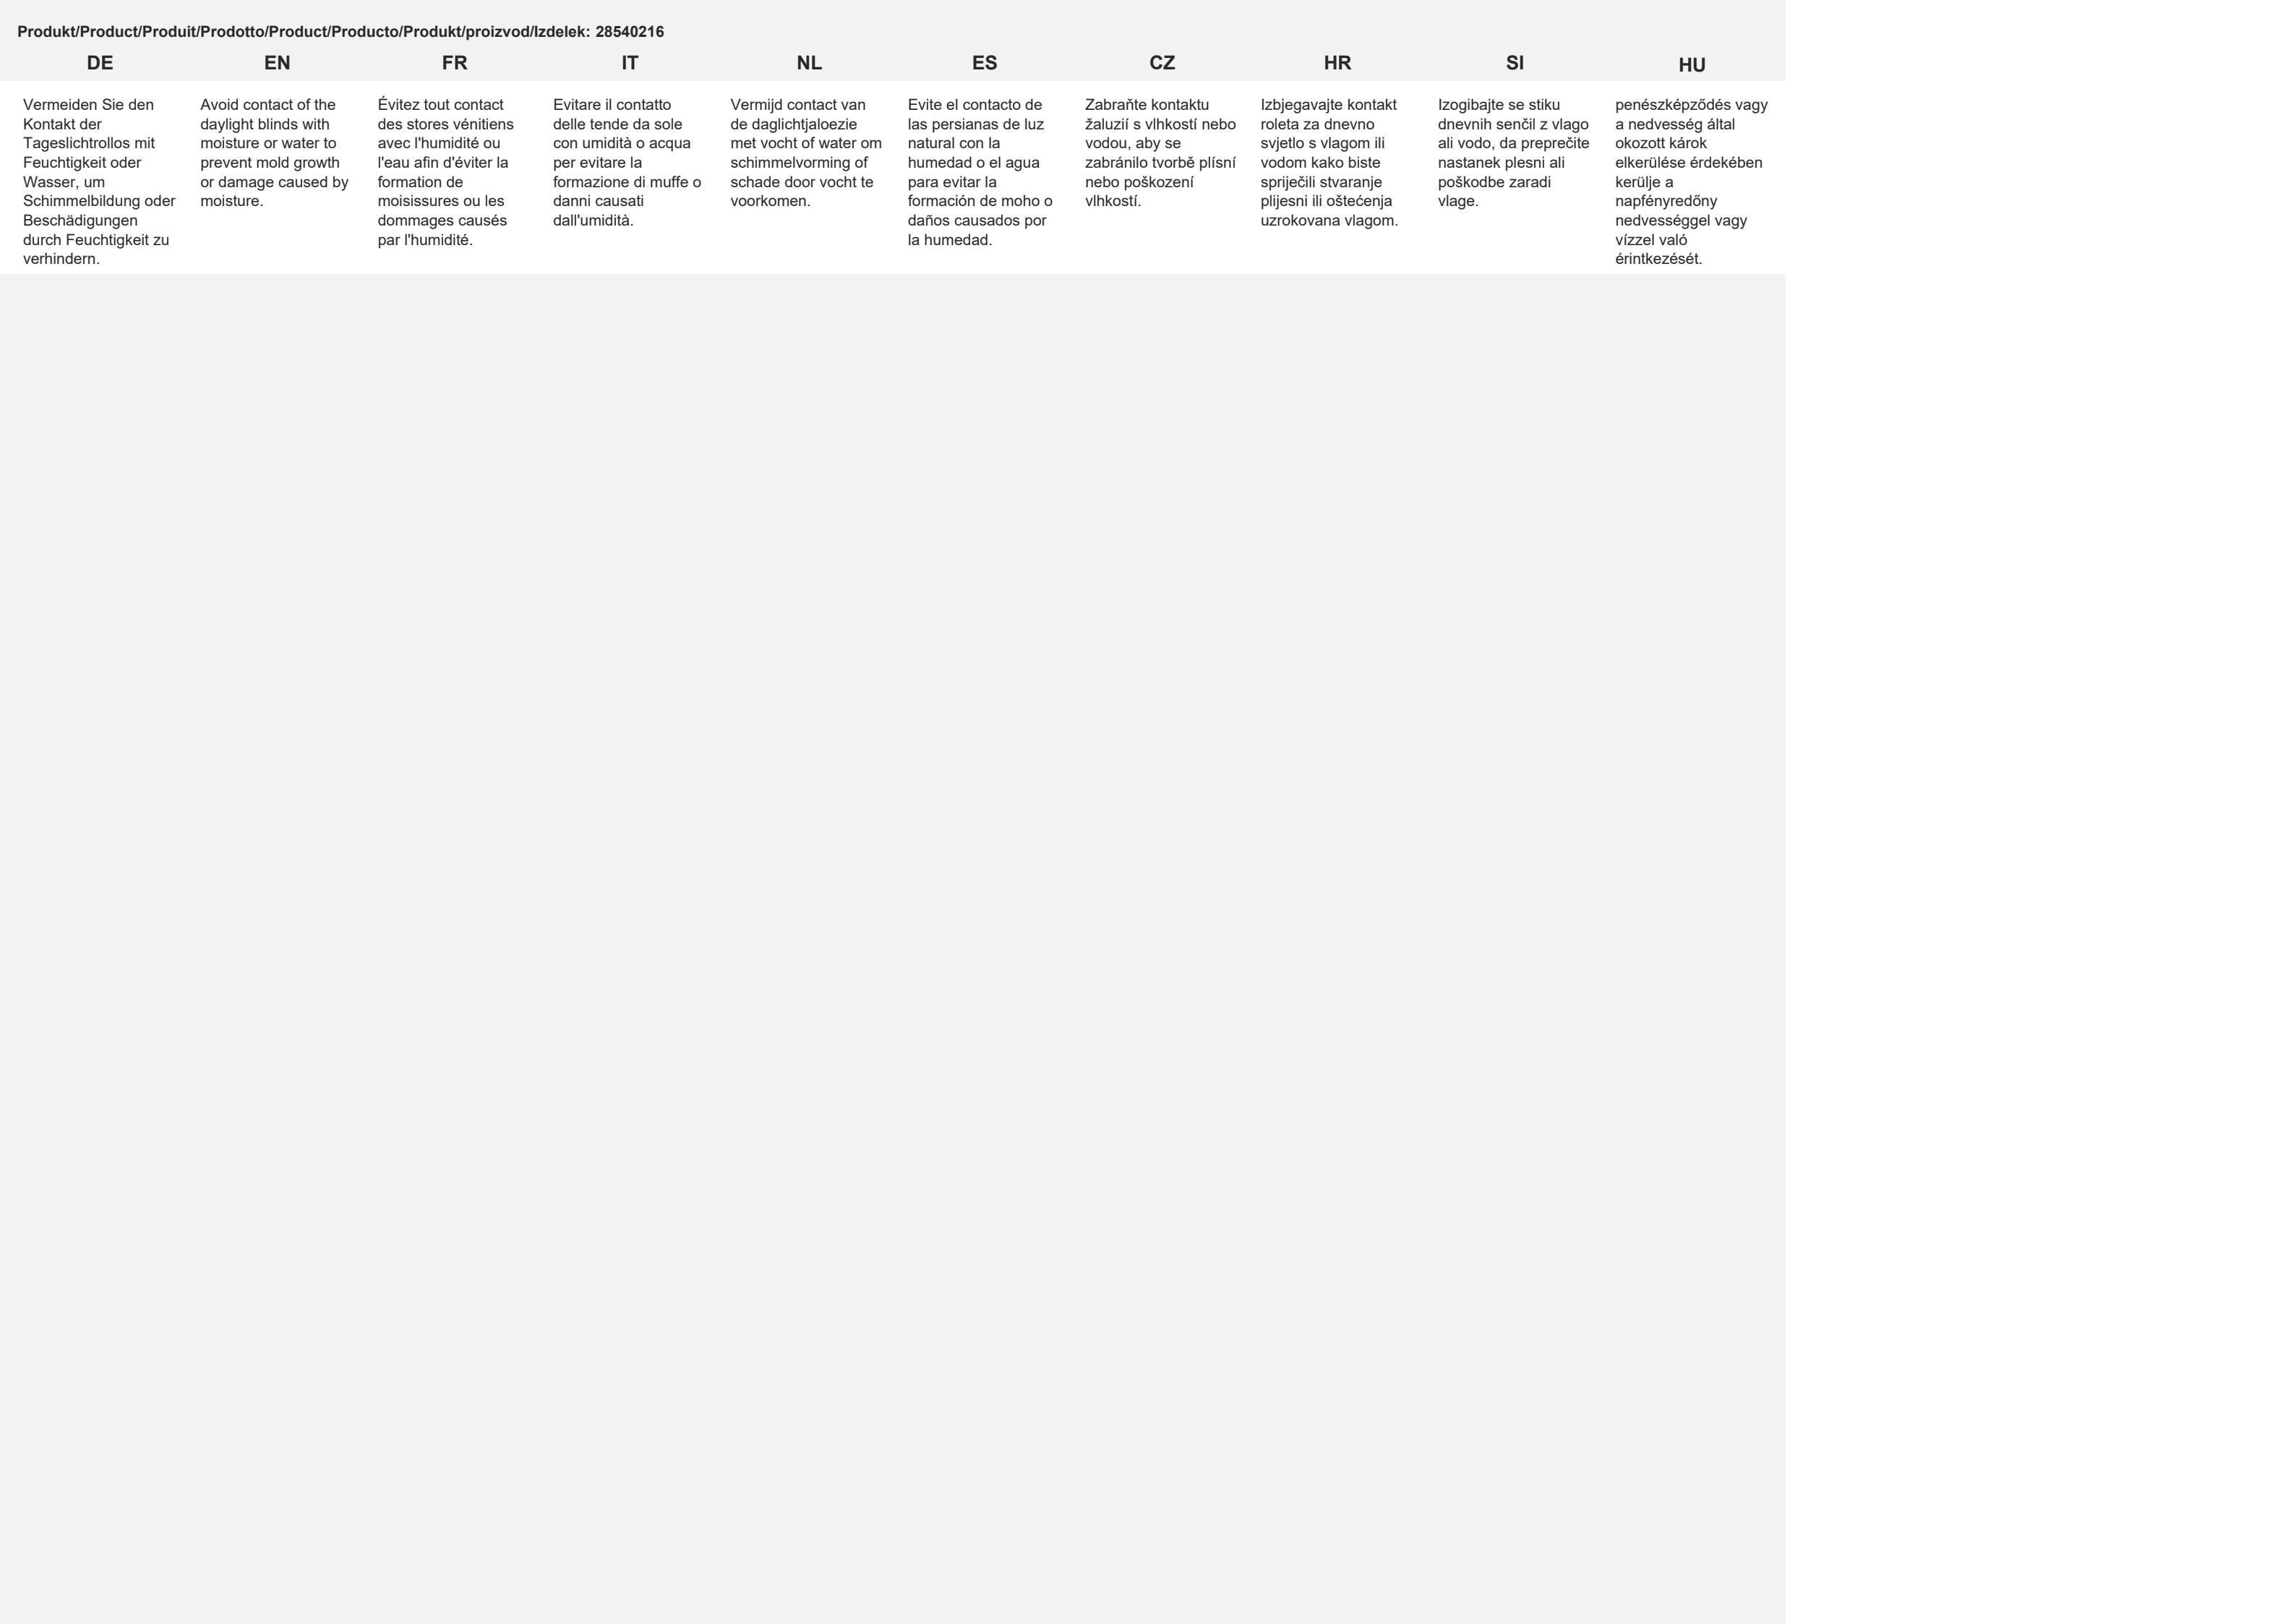 Produkt/Product/Produit/Prodotto/Product/Producto/Produkt/proizvod/Izdelek: 28540216
DE
Vermeiden Sie den
Kontakt der
Tageslichtrollos mit
Feuchtigkeit oder
Wasser, um
Schimmelbildung oder
Beschädigungen
durch Feuchtigkeit zu
verhindern.
EN
Avoid contact of the
daylight blinds with
moisture or water to
prevent mold growth
or damage caused by
moisture.
FR
Évitez tout contact
des stores vénitiens
avec l'humidité ou
l'eau afin d'éviter la
formation de
moisissures ou les
dommages causés
par l'humidité.
IT
Evitare il contatto
delle tende da sole
con umidità o acqua
per evitare la
formazione di muffe o
danni causati
dall'umidità.
NL
Vermijd contact van
de daglichtjaloezie
met vocht of water om
schimmelvorming of
schade door vocht te
voorkomen.
ES
Evite el contacto de
las persianas de luz
natural con la
humedad o el agua
para evitar la
formación de moho o
daños causados por
la humedad.
CZ
Zabraňte kontaktu
žaluzií s vlhkostí nebo
vodou, aby se
zabránilo tvorbě plísní
nebo poškození
vlhkostí.
HR
Izbjegavajte kontakt
roleta za dnevno
svjetlo s vlagom ili
vodom kako biste
spriječili stvaranje
plijesni ili oštećenja
uzrokovana vlagom.
SI
Izogibajte se stiku
dnevnih senčil z vlago
ali vodo, da preprečite
nastanek plesni ali
poškodbe zaradi
vlage.
HU
penészképződés vagy
a nedvesség által
okozott károk
elkerülése érdekében
kerülje a
napfényredőny
nedvességgel vagy
vízzel való
érintkezését.